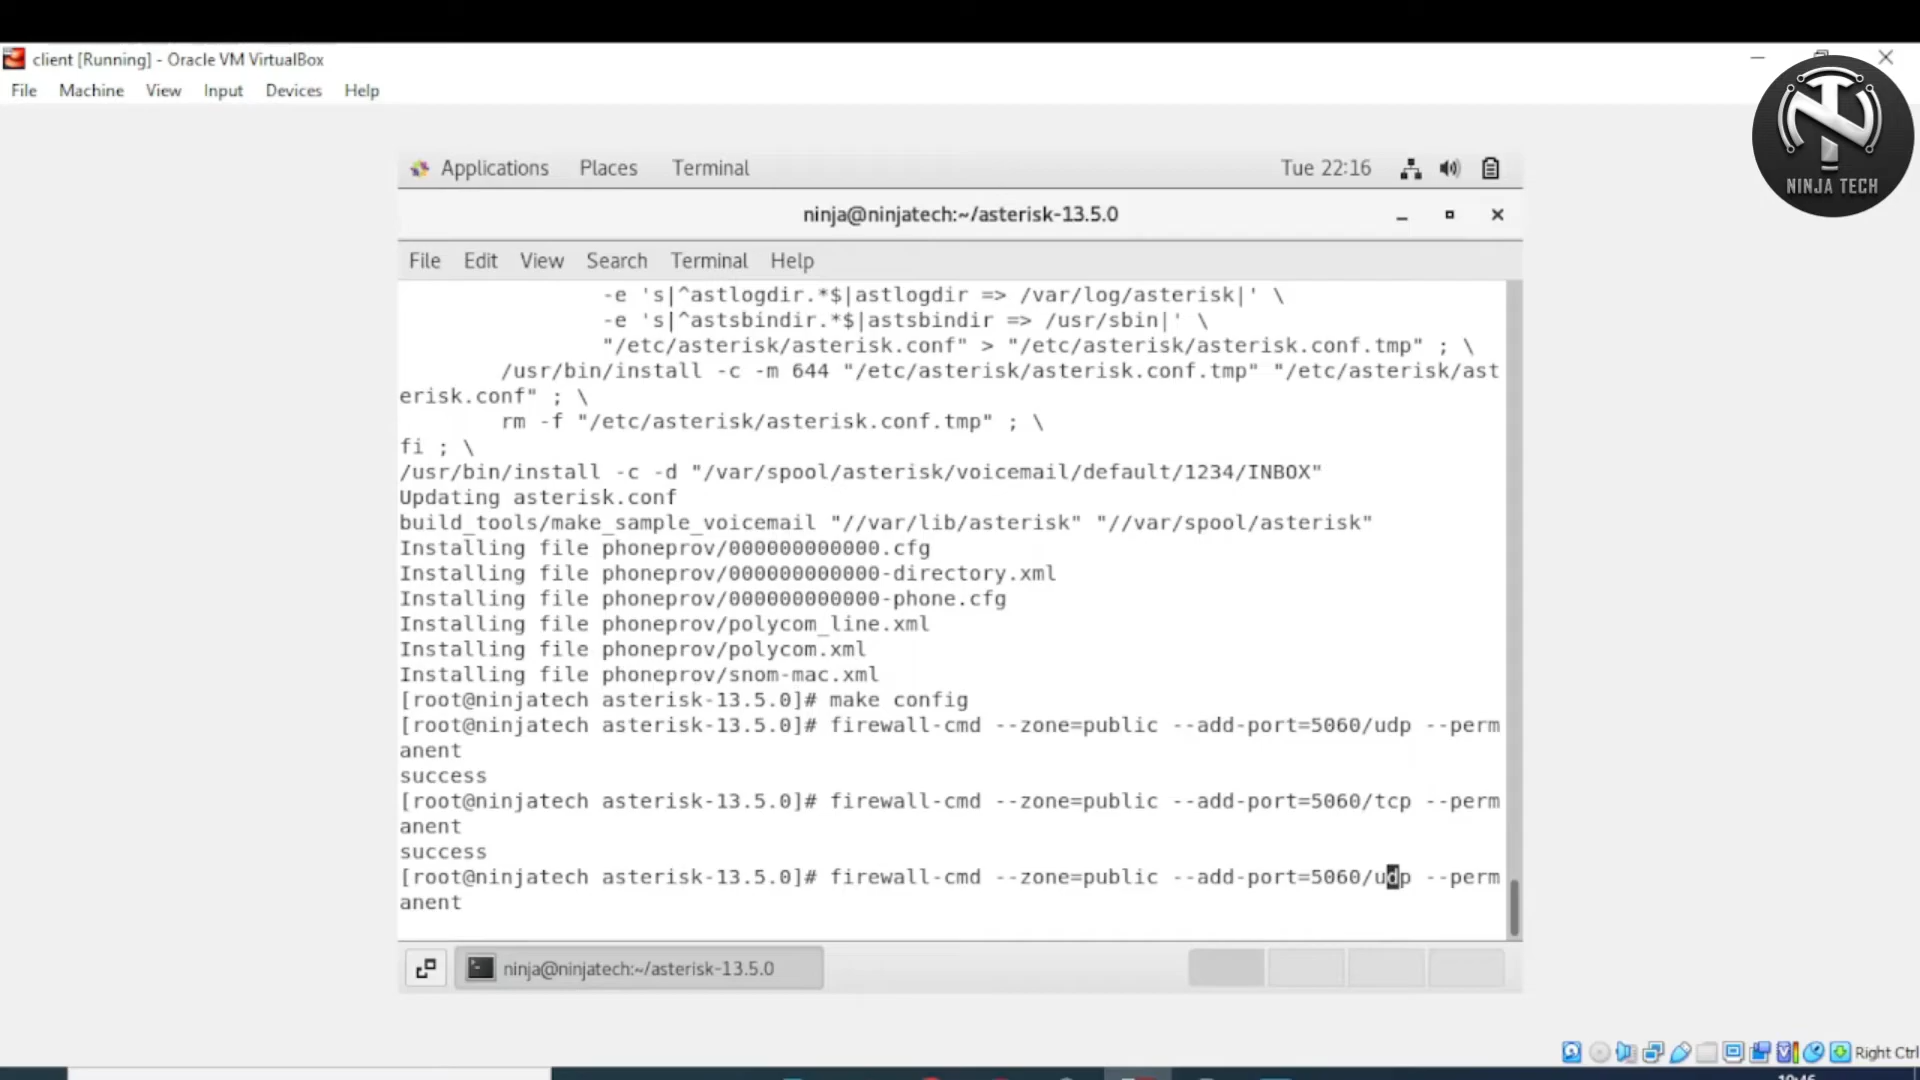 client [Running] - Oracle VM VirtualBox
File Machine View Input Devices Help
NINJA TECH
Applications Places Terminal Tue 22:16
ninja@ninjatech:~/asterisk-13.5.0
File Edit View Search Terminal Help
-e 's|^astlogdir.*$|astlogdir => /var/log/asterisk|' \
-e 's|^astsbindir.*$|astsbindir => /usr/sbin|' \
"/etc/asterisk/asterisk.conf" > "/etc/asterisk/asterisk.conf.tmp" ; \
/usr/bin/install -c -m 644 "/etc/asterisk/asterisk.conf.tmp" "/etc/asterisk/ast
erisk.conf" ; \
rm -f "/etc/asterisk/asterisk.conf.tmp" ; \
fi ; \
/usr/bin/install -c -d "/var/spool/asterisk/voicemail/default/1234/INBOX"
Updating asterisk.conf
build_tools/make_sample_voicemail "//var/lib/asterisk" "//var/spool/asterisk"
Installing file phoneprov/000000000000.cfg
Installing file phoneprov/000000000000-directory.xml
Installing file phoneprov/000000000000-phone.cfg
Installing file phoneprov/polycom_line.xml
Installing file phoneprov/polycom.xml
Installing file phoneprov/snom-mac.xml
[root@ninjatech asterisk-13.5.0]# make config
[root@ninjatech asterisk-13.5.0]# firewall-cmd --zone=public --add-port=5060/udp --perm
anent
success
[root@ninjatech asterisk-13.5.0]# firewall-cmd --zone=public --add-port=5060/tcp --perm
anent
success
[root@ninjatech asterisk-13.5.0]# firewall-cmd --zone=public --add-port=5060/udp --perm
anent
ninja@ninjatech:~/asterisk-13.5.0
Right Ctrl